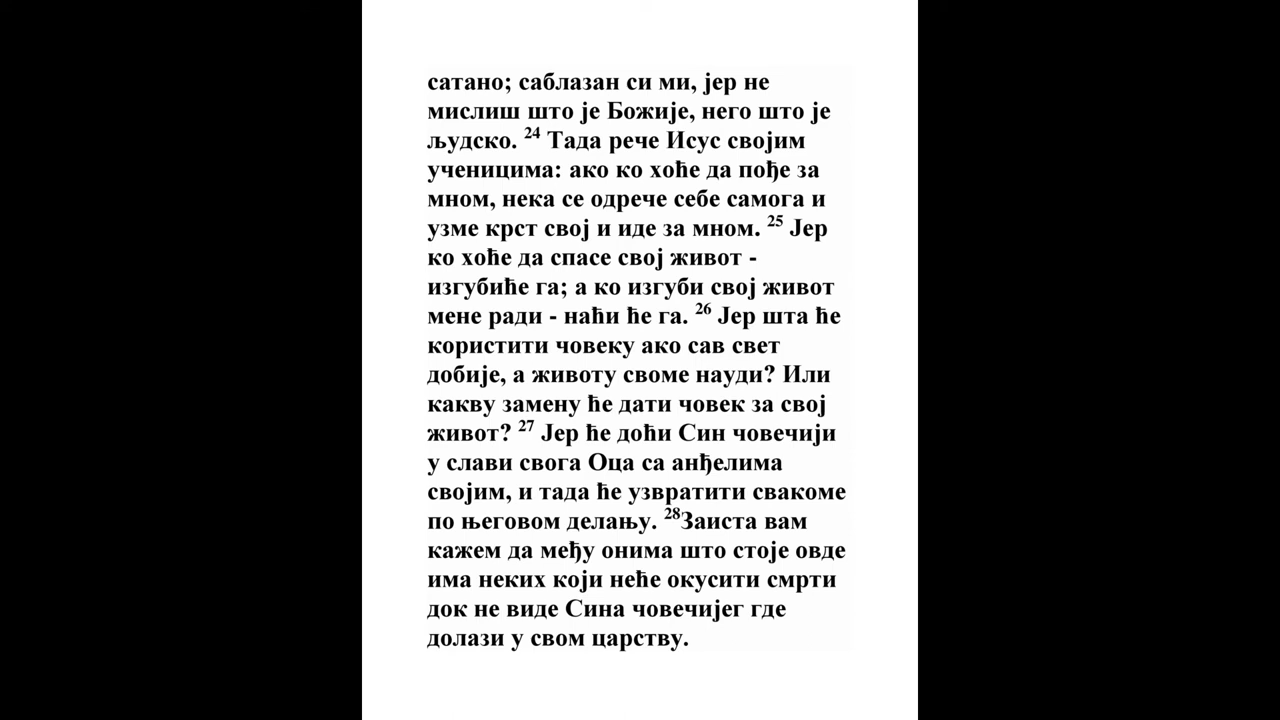 сатано; саблазан си ми, јер не
мислиш што је Божије, него што је
људско. 24 Тада рече Исус својим
ученицима: ако ко хоће да пође за
мном, нека се одрече себе самога и
узме крст свој и иде за мном. 25 Јер
ко хоће да спасе свој живот -
изгубиће га; а ко изгуби свој живот
мене ради - наћи ће га. 26 Јер шта ће
користити човеку ако сав свет
добије, а животу своме науди? Или
какву замену ће дати човек за свој
живот? 27 Јер ће доћи Син човечији
у слави свога Оца са анђелима
својим, и тада ће узвратити свакоме
по његовом делању. 28Заиста вам
кажем да међу онима што стоје овде
има неких који неће окусити смрти
док не виде Сина човечијег где
долази у свом царству.